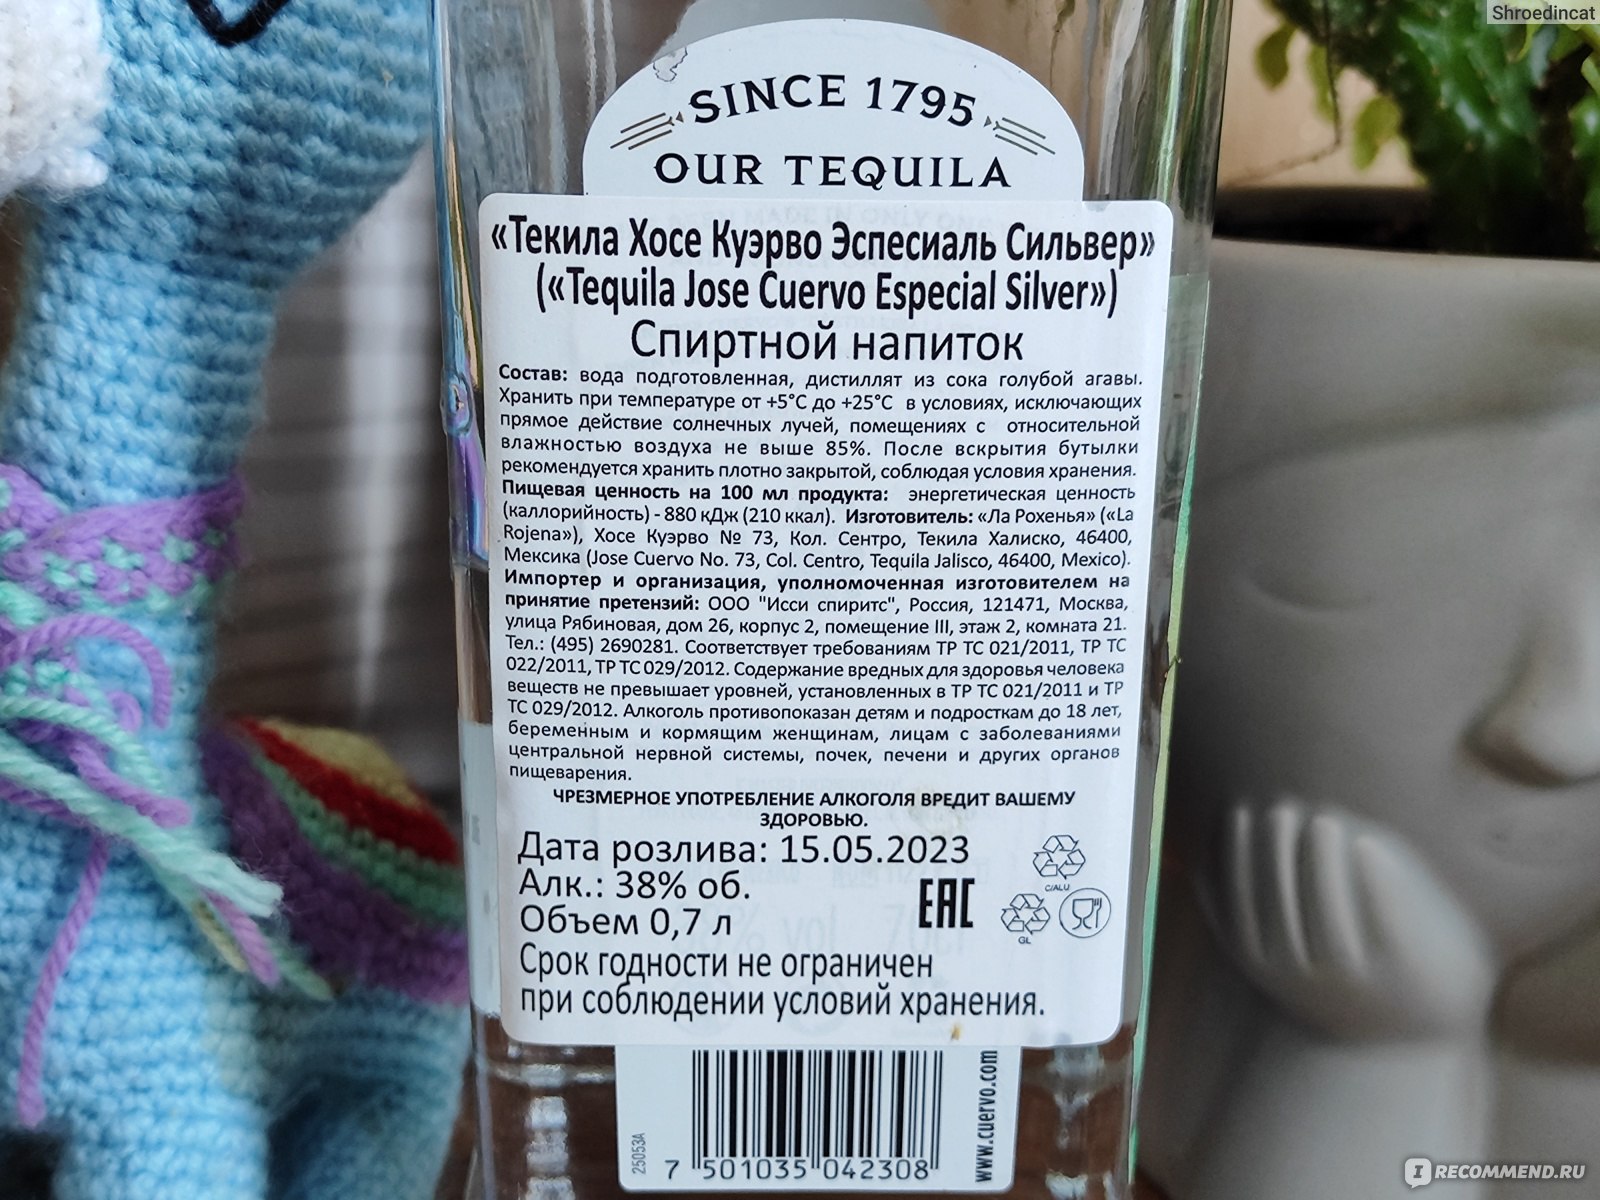 Shroedincat
SINCE 1795
OUR TEQUILA
«Текила Хосе Куэрво Эспесиаль Сильвер»
(«Tequila Jose Cuervo Especial Silver»)
Спиртной напиток
Состав: вода подготовленная, дистиллят из сока голубой агавы.
Хранить при температуре от +5°С до +25°С в условиях, исключающих
прямое действие солнечных лучей, помещениях с относительной
влажностью воздуха не выше 85%. После вскрытия бутылки
рекомендуется хранить плотно закрытой, соблюдая условия хранения.
Пищевая ценность на 100 мл продукта: энергетическая ценность
(каллорийность) - 880 кДж (210 ккал). Изготовитель: «Ла Рохенья» («La
Rojena»), Хосе Куэрво № 73, Кол. Сентро, Текила Халиско, 46400,
Мексика (Jose Cuervo No. 73, Col. Centro, Tequila Jalisco, 46400, Mexico).
Импортер и организация, уполномоченная изготовителем на
принятие претензий: ООО "Исси спиритс", Россия, 121471, Москва,
улица Рябиновая, дом 26, корпус 2, помещение III, этаж 2, комната 21.
Тел.: (495) 2690281. Соответствует требованиям ТР ТС 021/2011, ТР ТС
022/2011, ТР ТС 029/2012. Содержание вредных для здоровья человека
веществ не превышает уровней, установленных в ТР ТС 021/2011 и ТР
ТС 029/2012. Алкоголь противопоказан детям и подросткам до 18 лет,
беременным и кормящим женщинам, лицам с заболеваниями
центральной нервной системы, почек, печени и других органов
пищеварения.
ЧРЕЗМЕРНОЕ УПОТРЕБЛЕНИЕ АЛКОГОЛЯ ВРЕДИТ ВАШЕМУ
ЗДОРОВЬЮ.
Дата розлива: 15.05.2023
Алк.: 38% об.
Объем 0,7 л
EAC
C/ALU
GL
Срок годности не ограничен
при соблюдении условий хранения.
25053A
7 501035 042308
www.cuervo.com
IRECOMMEND.RU